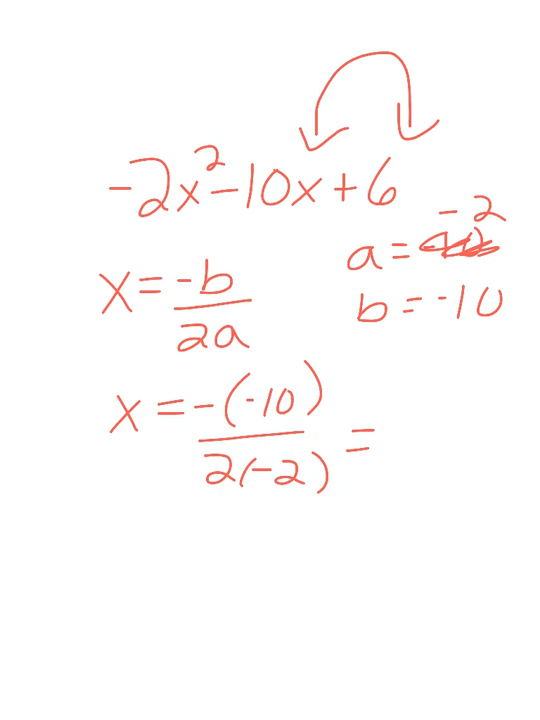 -2x²-10x+6
a = -2
x = -b/2a
b = -10
x = -(-10)/2(-2) =